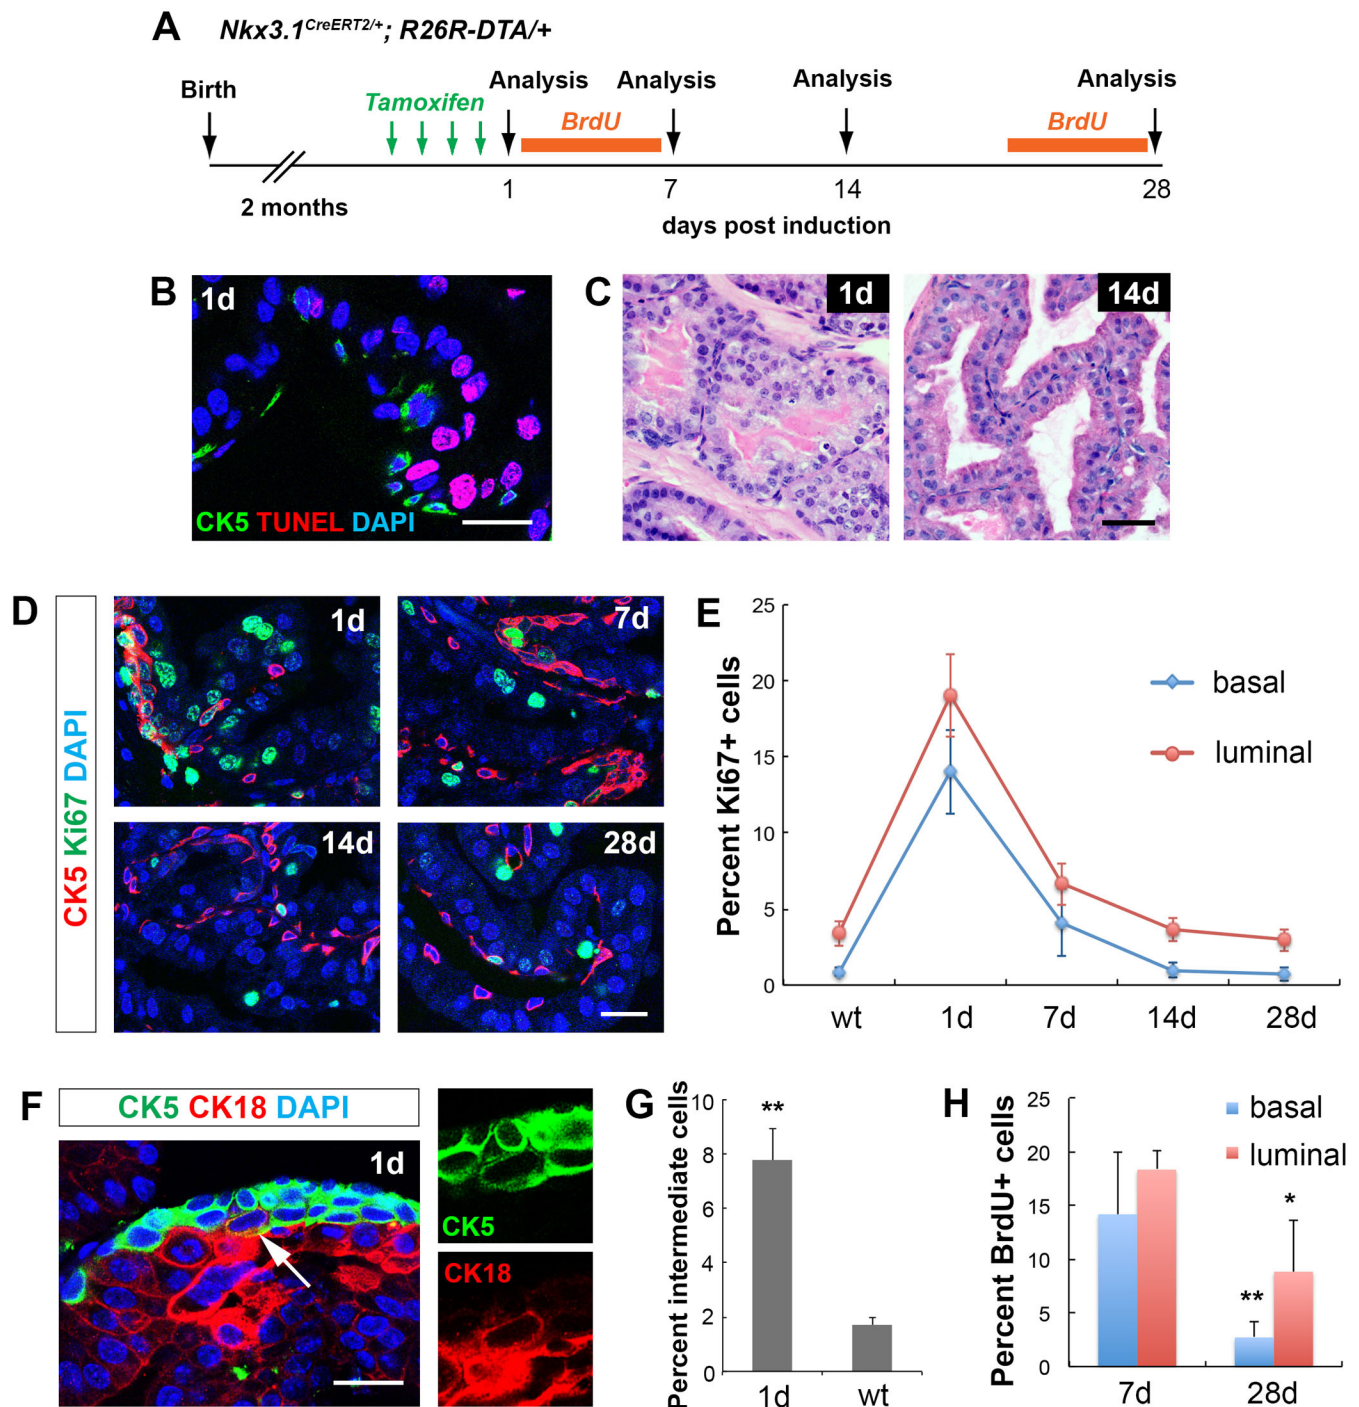 A Nkx3.1CreERT2/+; R26R-DTA/+
Birth
Tamoxifen
Analysis
BrdU
Analysis
Analysis
BrdU
Analysis
2 months
1
7
14
28
days post induction
B
1d
CK5 TUNEL DAPI
C
1d
14d
D
CK5 Ki67 DAPI
1d
7d
14d
28d
E
Percent Ki67+ cells
25
20
15
10
5
0
basal
luminal
wt 1d 7d 14d 28d
F
CK5 CK18 DAPI
1d
CK5
CK18
G
Percent intermediate cells
10
8
6
4
2
0
**
1d wt
H
Percent BrdU+ cells
25
20
15
10
5
0
basal
luminal
**
*
7d 28d